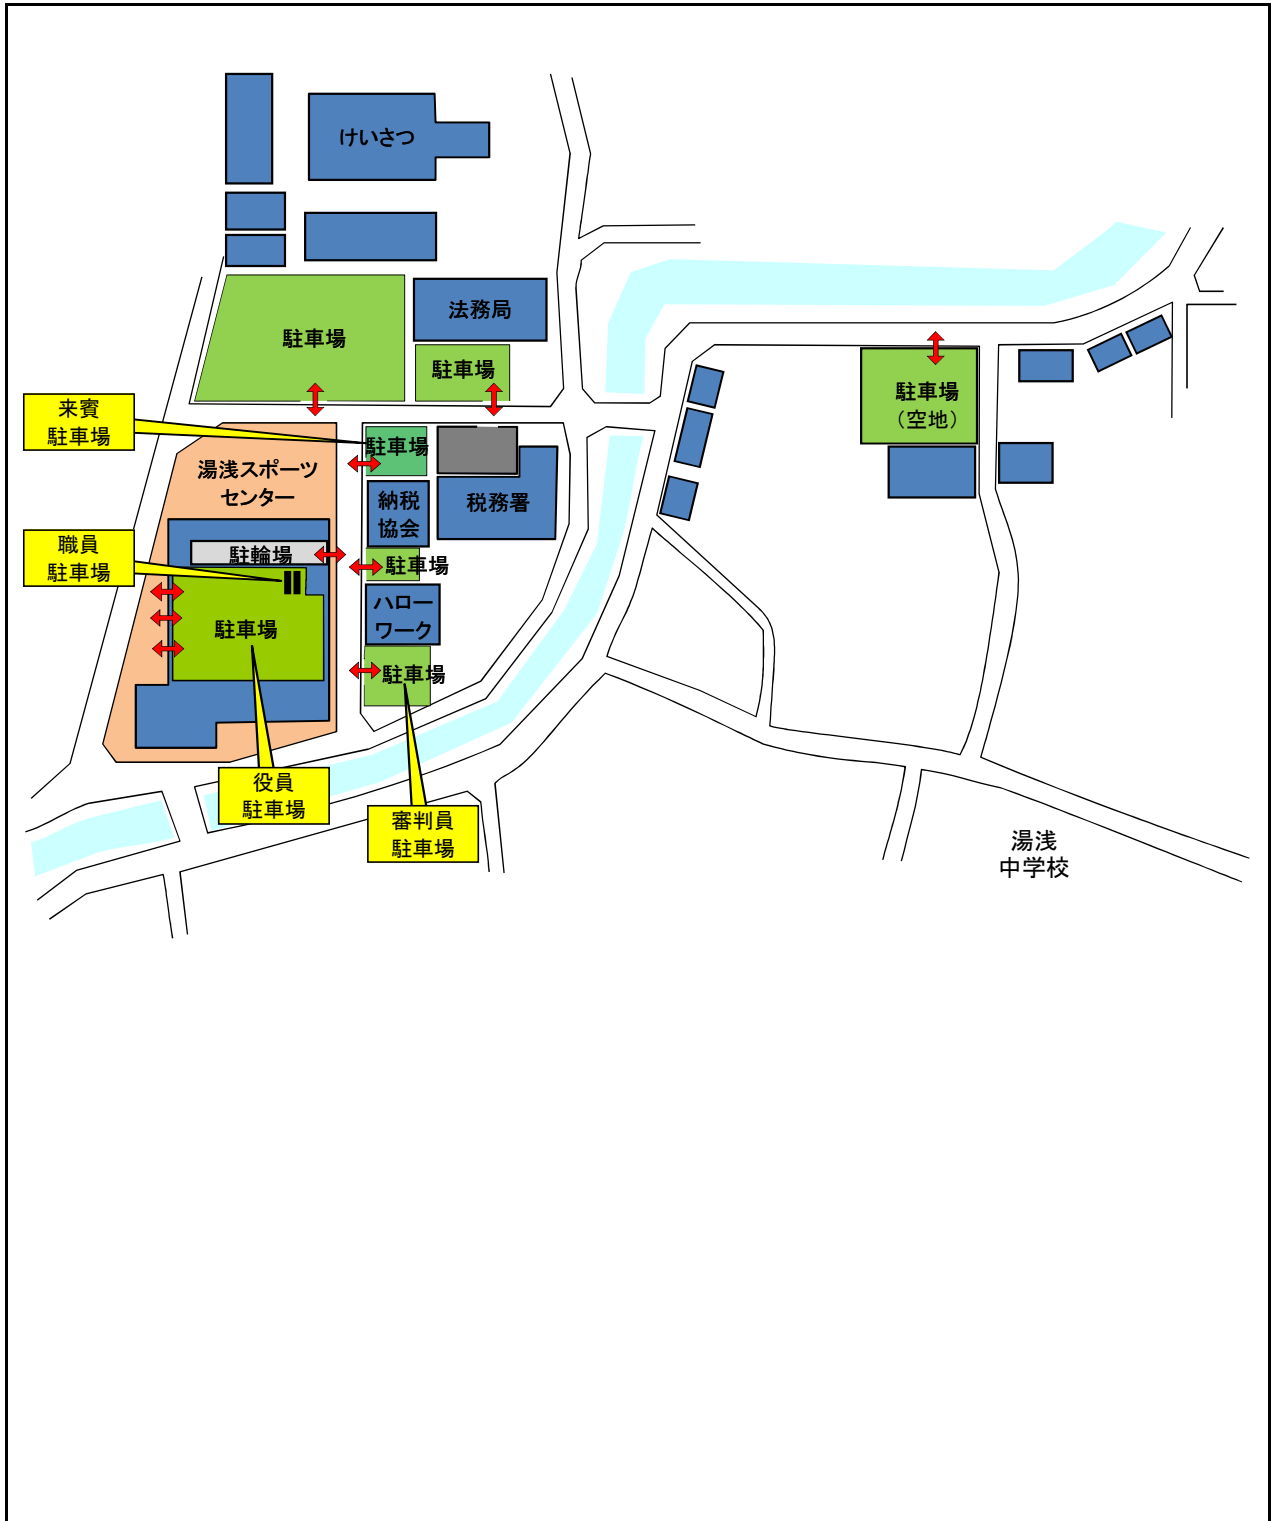 けいさつ
法務局
駐車場
駐車場
駐車場
（空地）
来賓
駐車場
駐車場
湯浅スポーツ
センター
納税
協会
税務署
職員
駐車場
駐輪場
駐車場
ハロー
ワーク
駐車場
駐車場
役員
駐車場
審判員
駐車場
湯浅
中学校